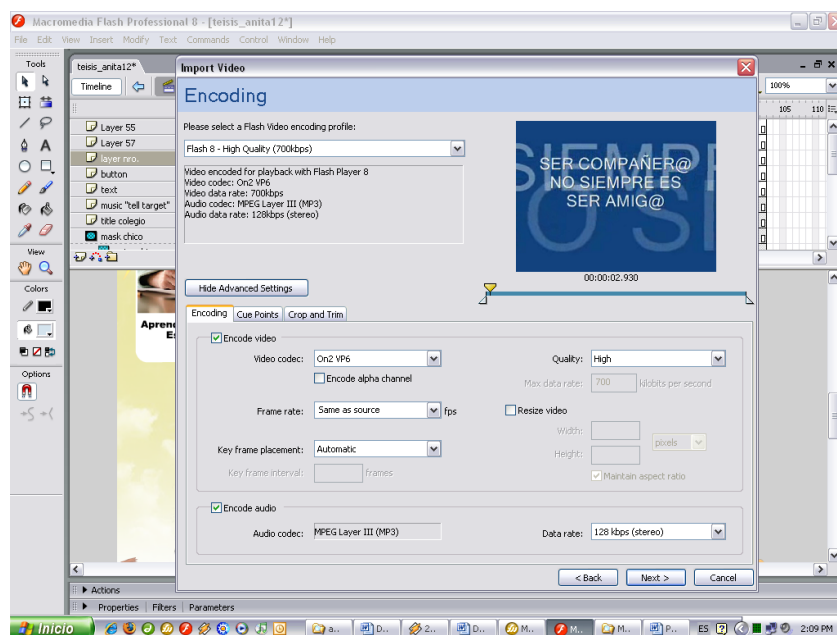 Macromedia Flash Professional 8 - [teisis_anita12*]
File Edit View Insert Modify Text Commands Control Window Help
Tools
teisis_anita12*
Timeline
100%
105 110
Layer 55
Layer 57
layer nro.
button
text
music "tell target"
title colegio
mask chico
View
Colors
Options
Import Video
Encoding
Please select a Flash Video encoding profile:
Flash 8 - High Quality (700kbps)
Video encoded for playback with Flash Player 8
Video codec: On2 VP6
Video data rate: 700kbps
Audio codec: MPEG Layer III (MP3)
Audio data rate: 128kbps (stereo)
SER COMPAÑER@
NO SIEMPRE ES
SER AMIG@
00:00:02.930
Hide Advanced Settings
Encoding Cue Points Crop and Trim
Encode video
Video codec: On2 VP6 Quality: High
Encode alpha channel
Max data rate: 700 kilobits per second
Frame rate: Same as source fps
Resize video
Width: pixels
Key frame placement: Automatic
Height:
Key frame interval: frames
Maintain aspect ratio
Encode audio
Audio codec: MPEG Layer III (MP3) Data rate: 128 kbps (stereo)
< Back Next > Cancel
Actions
Properties Filters Parameters
Inicio a.. D.. 2.. D.. M.. M.. M.. P.. ES 2:09 PM